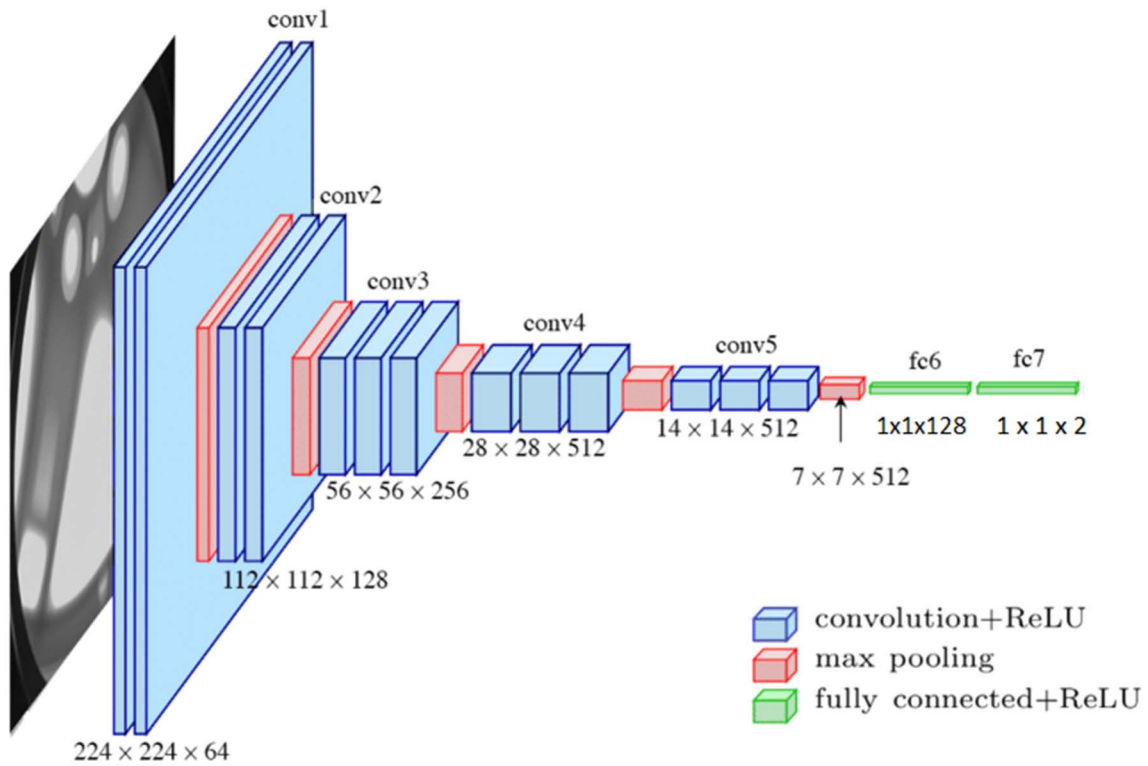 conv1
conv2
conv3
conv4
conv5
fc6
fc7
1x1x128
1 x 1 x 2
14 × 14 × 512
28 × 28 × 512
7 × 7 × 512
56 × 56 × 256
112 × 112 × 128
224 × 224 × 64
convolution+ReLU
max pooling
fully connected+ReLU